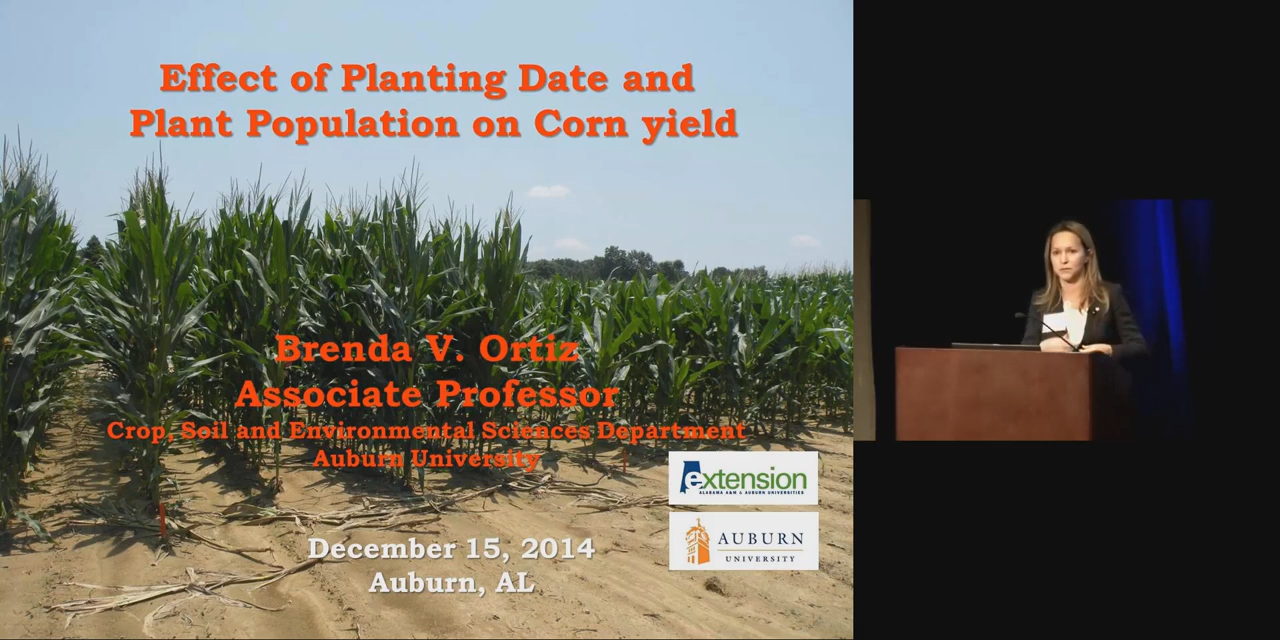 Effect of Planting Date and
Plant Population on Corn yield
Brenda V. Ortiz
Associate Professor
Crop, Soil and Environmental Sciences Department
Auburn University
extension
ALABAMA A&M & AUBURN UNIVERSITIES
AUBURN
UNIVERSITY
December 15, 2014
Auburn, AL